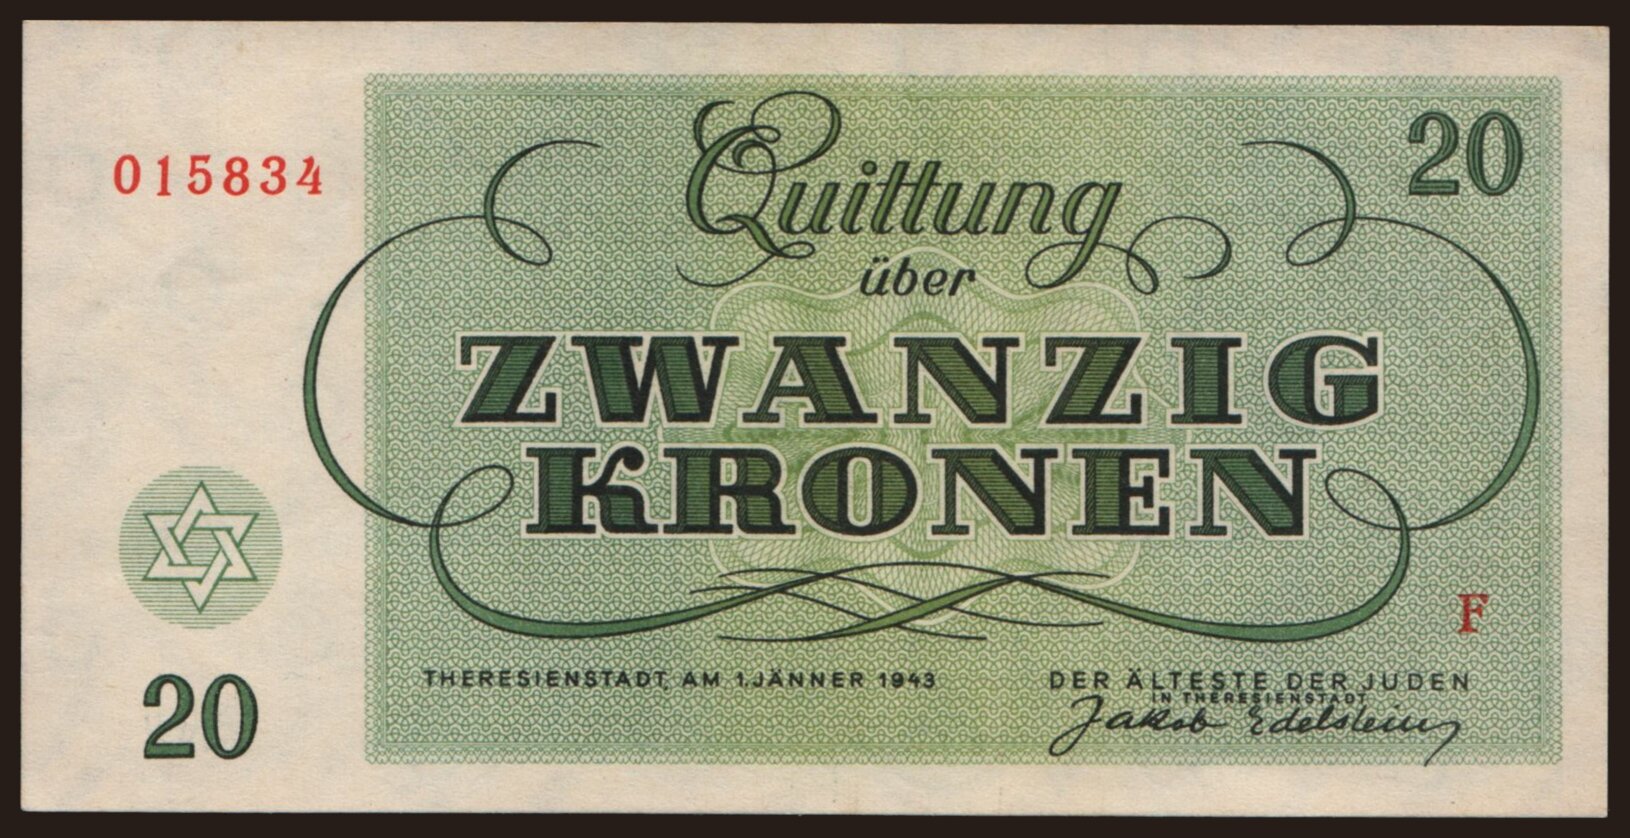 015834
20
Quittung
über
ZWANZIG
KRONEN
F
THERESIENSTADT, AM 1. JÄNNER 1943
DER ÄLTESTE DER JUDEN
IN THERESIENSTADT
Jakob Edelstein
20